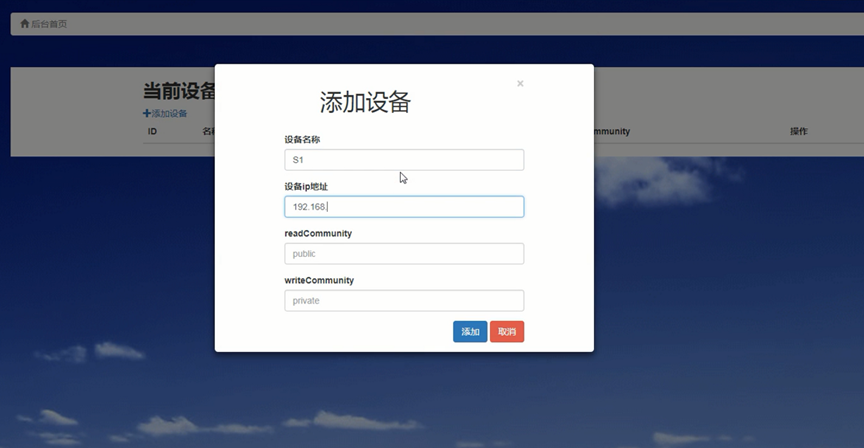 后台首页
×
添加设备
当前设备
添加设备
ID
mmunity
操作
设备名称
S1
设备ip地址
192.168.
readCommunity
public
writeCommunity
private
添加 取消